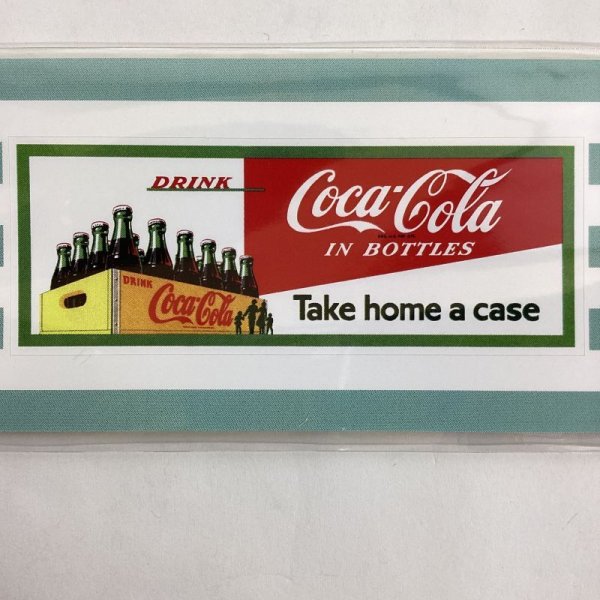 DRINK
Coca-Cola
IN BOTTLES
Take home a case
DRINK
Coca-Cola